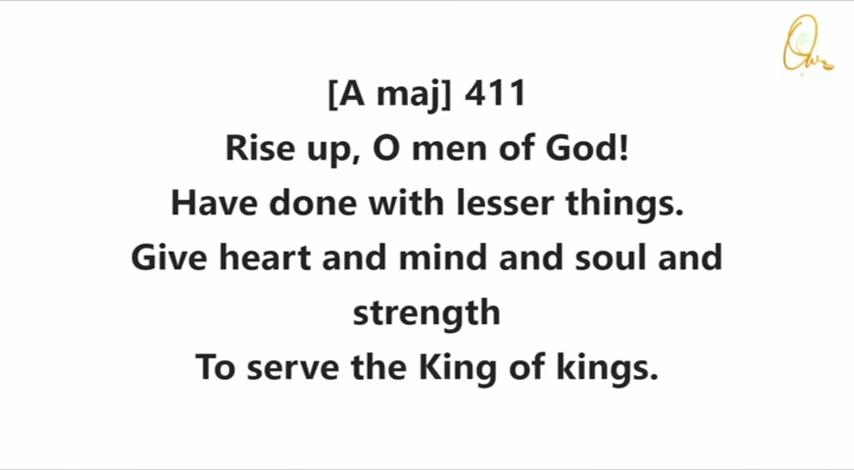 [A maj] 411
Rise up, O men of God!
Have done with lesser things.
Give heart and mind and soul and
strength
To serve the King of kings.